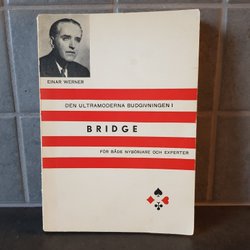 EINAR WERNER
DEN ULTRAMODERNA BUDGIVNINGEN I
BRIDGE
FÖR BÅDE NYBÖRJARE OCH EXPERTER